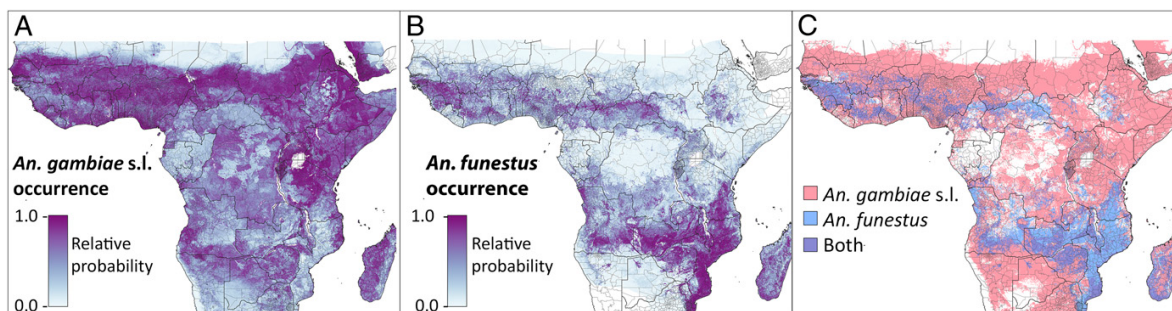 A
An. gambiae s.l.
occurrence
1.0
Relative
probability
0.0
B
An. funestus
occurrence
1.0
Relative
probability
0.0
C
An. gambiae s.l.
An. funestus
Both